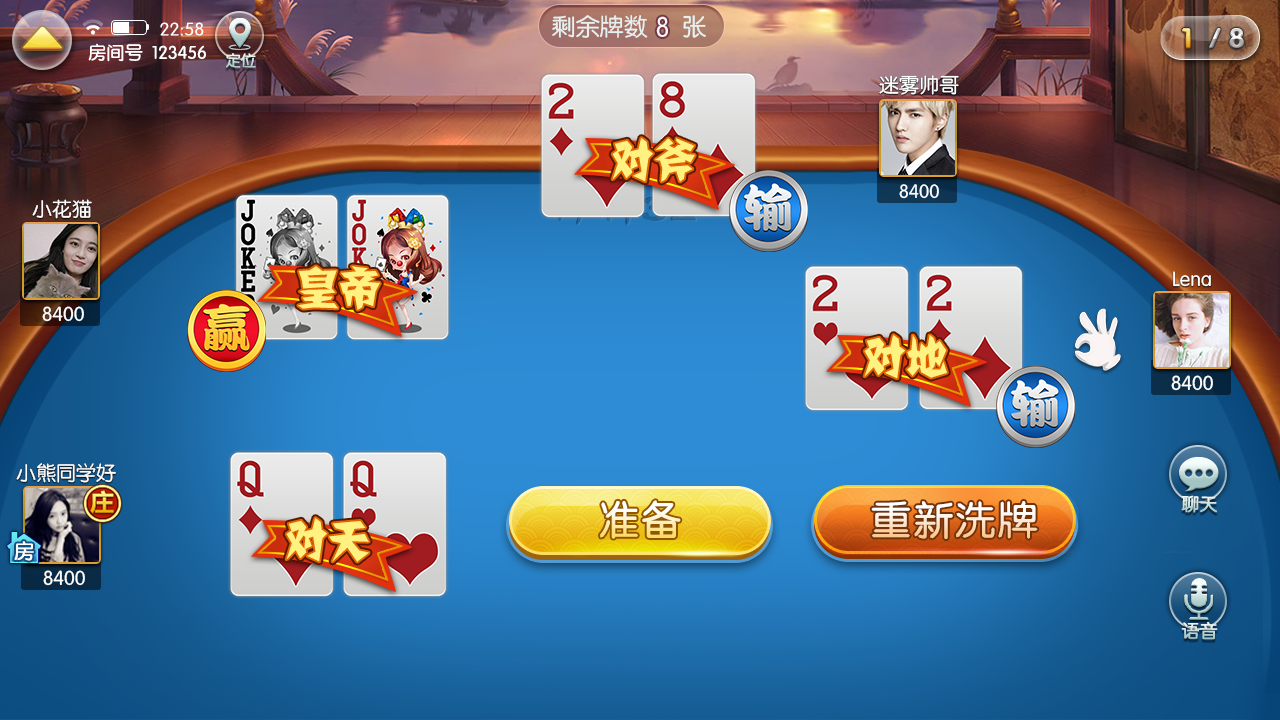 22:58
房间号 123456
定位
剩余牌数 8 张
1 / 8
迷雾帅哥
8400
2
8
对斧
输
小花猫
8400
JOKE
JOK
皇帝
赢
Lena
8400
2
2
对地
输
小熊同学好
庄
房
8400
Q
Q
对天
准备
重新洗牌
聊天
语音